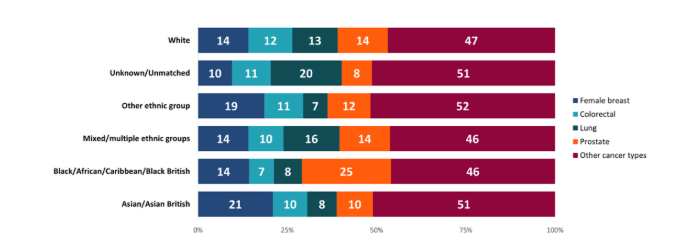 White 14 12 13 14 47
Unknown/Unmatched 10 11 20 8 51
Other ethnic group 19 11 7 12 52
Mixed/multiple ethnic groups 14 10 16 14 46
Black/African/Caribbean/Black British 14 7 8 25 46
Asian/Asian British 21 10 8 10 51
0% 25% 50% 75% 100%
Female breast
Colorectal
Lung
Prostate
Other cancer types